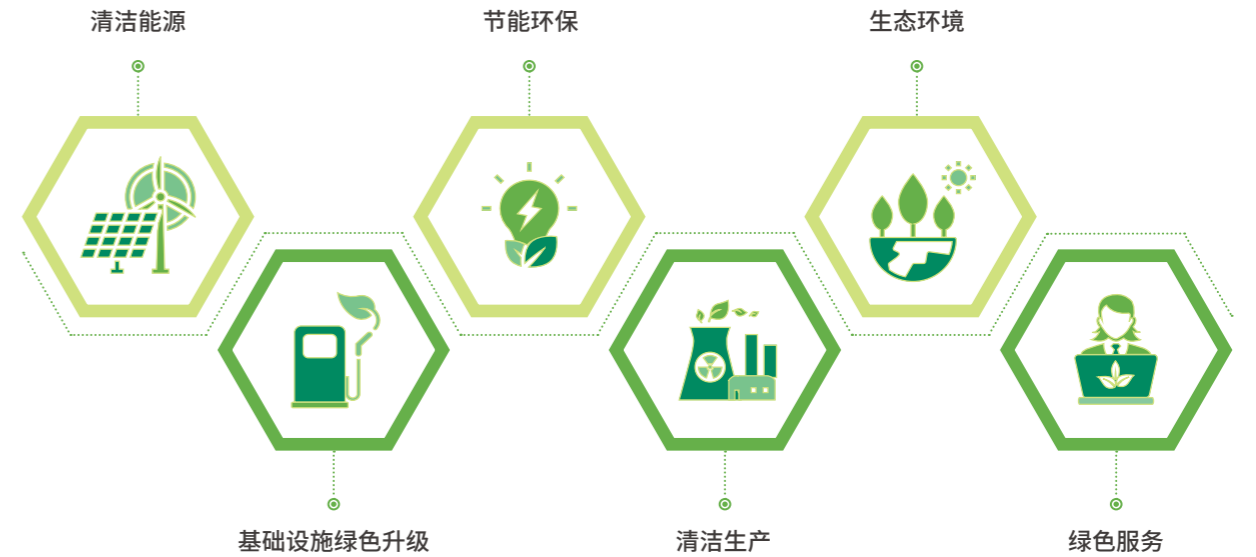 清洁能源
节能环保
生态环境
基础设施绿色升级
清洁生产
绿色服务